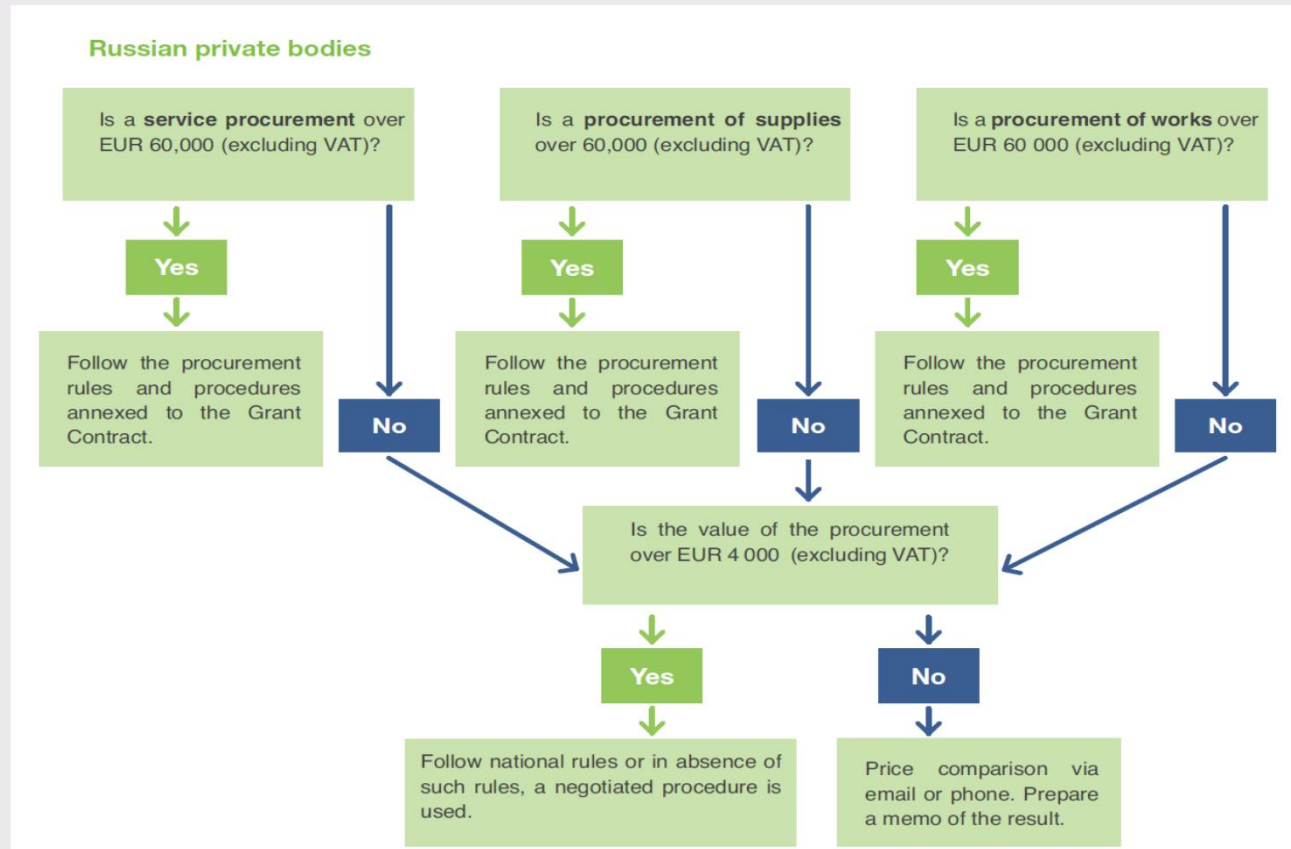 Russian private bodies
Is a service procurement over
EUR 60,000 (excluding VAT)?
Is a procurement of supplies
over 60,000 (excluding VAT)?
Is a procurement of works over
EUR 60 000 (excluding VAT)?
Yes
Yes
Yes
Follow the procurement
rules and procedures
annexed to the Grant
Contract.
No
Follow the procurement
rules and procedures
annexed to the Grant
Contract.
No
Follow the procurement
rules and procedures
annexed to the Grant
Contract.
No
Is the value of the procurement
over EUR 4 000 (excluding VAT)?
Yes
No
Follow national rules or in absence of
such rules, a negotiated procedure is
used.
Price comparison via
email or phone. Prepare
a memo of the result.